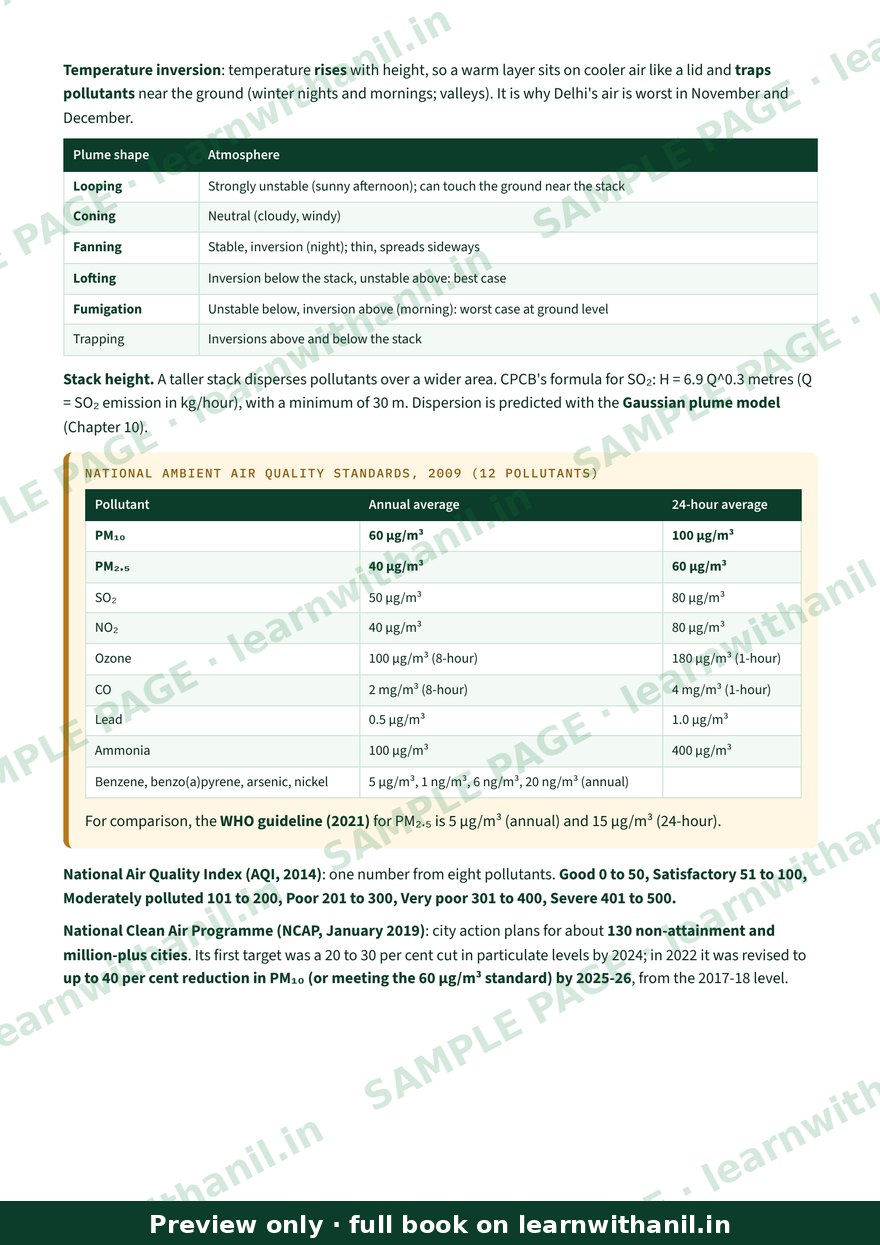 Temperature inversion: temperature rises with height, so a warm layer sits on cooler air like a lid and traps
pollutants near the ground (winter nights and mornings; valleys). It is why Delhi's air is worst in November and
December.
Plume shape Atmosphere
Looping Strongly unstable (sunny afternoon); can touch the ground near the stack
Coning Neutral (cloudy, windy)
Fanning Stable, inversion (night); thin, spreads sideways
Lofting Inversion below the stack, unstable above: best case
Fumigation Unstable below, inversion above (morning): worst case at ground level
Trapping Inversions above and below the stack
Stack height. A taller stack disperses pollutants over a wider area. CPCB's formula for SO₂: H = 6.9 Q^0.3 metres (Q
= SO₂ emission in kg/hour), with a minimum of 30 m. Dispersion is predicted with the Gaussian plume model
(Chapter 10).
NATIONAL AMBIENT AIR QUALITY STANDARDS, 2009 (12 POLLUTANTS)
Pollutant Annual average 24-hour average
PM₁₀ 60 µg/m³ 100 µg/m³
PM₂.₅ 40 µg/m³ 60 µg/m³
SO₂ 50 µg/m³ 80 µg/m³
NO₂ 40 µg/m³ 80 µg/m³
Ozone 100 µg/m³ (8-hour) 180 µg/m³ (1-hour)
CO 2 mg/m³ (8-hour) 4 mg/m³ (1-hour)
Lead 0.5 µg/m³ 1.0 µg/m³
Ammonia 100 µg/m³ 400 µg/m³
Benzene, benzo(a)pyrene, arsenic, nickel 5 µg/m³, 1 ng/m³, 6 ng/m³, 20 ng/m³ (annual)
For comparison, the WHO guideline (2021) for PM₂.₅ is 5 µg/m³ (annual) and 15 µg/m³ (24-hour).
National Air Quality Index (AQI, 2014): one number from eight pollutants. Good 0 to 50, Satisfactory 51 to 100,
Moderately polluted 101 to 200, Poor 201 to 300, Very poor 301 to 400, Severe 401 to 500.
National Clean Air Programme (NCAP, January 2019): city action plans for about 130 non-attainment and
million-plus cities. Its first target was a 20 to 30 per cent cut in particulate levels by 2024; in 2022 it was revised to
up to 40 per cent reduction in PM₁₀ (or meeting the 60 µg/m³ standard) by 2025-26, from the 2017-18 level.
SAMPLE PAGE · learnwithanil.in
Preview only · full book on learnwithanil.in